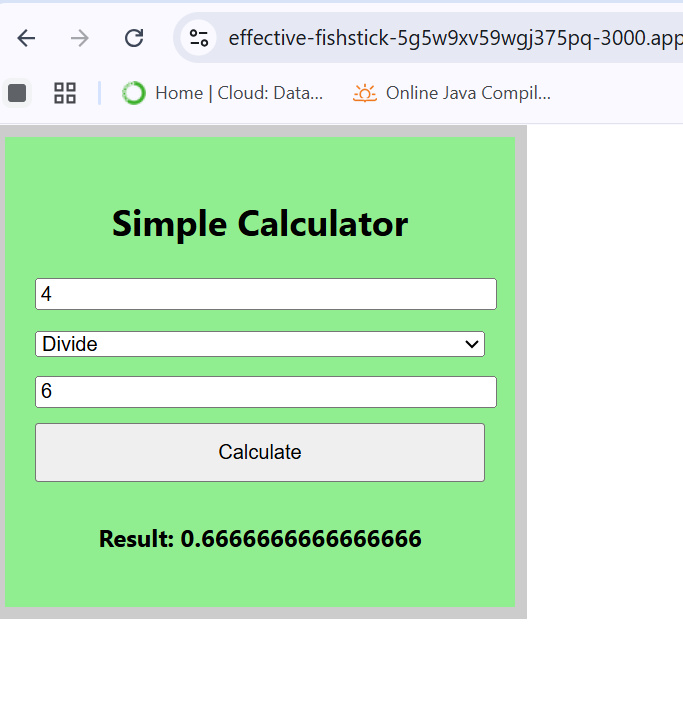 effective-fishstick-5g5w9xv59wgj375pq-3000.app
Home | Cloud: Data... Online Java Compil...
Simple Calculator
4
Divide
6
Calculate
Result: 0.6666666666666666